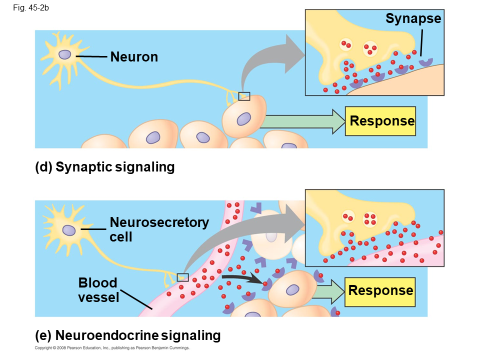 Fig. 45-2b
Synapse
Neuron
Response
(d) Synaptic signaling
Neurosecretory
cell
Blood
vessel
Response
(e) Neuroendocrine signaling
Copyright © 2008 Pearson Education, Inc., publishing as Pearson Benjamin Cummings.